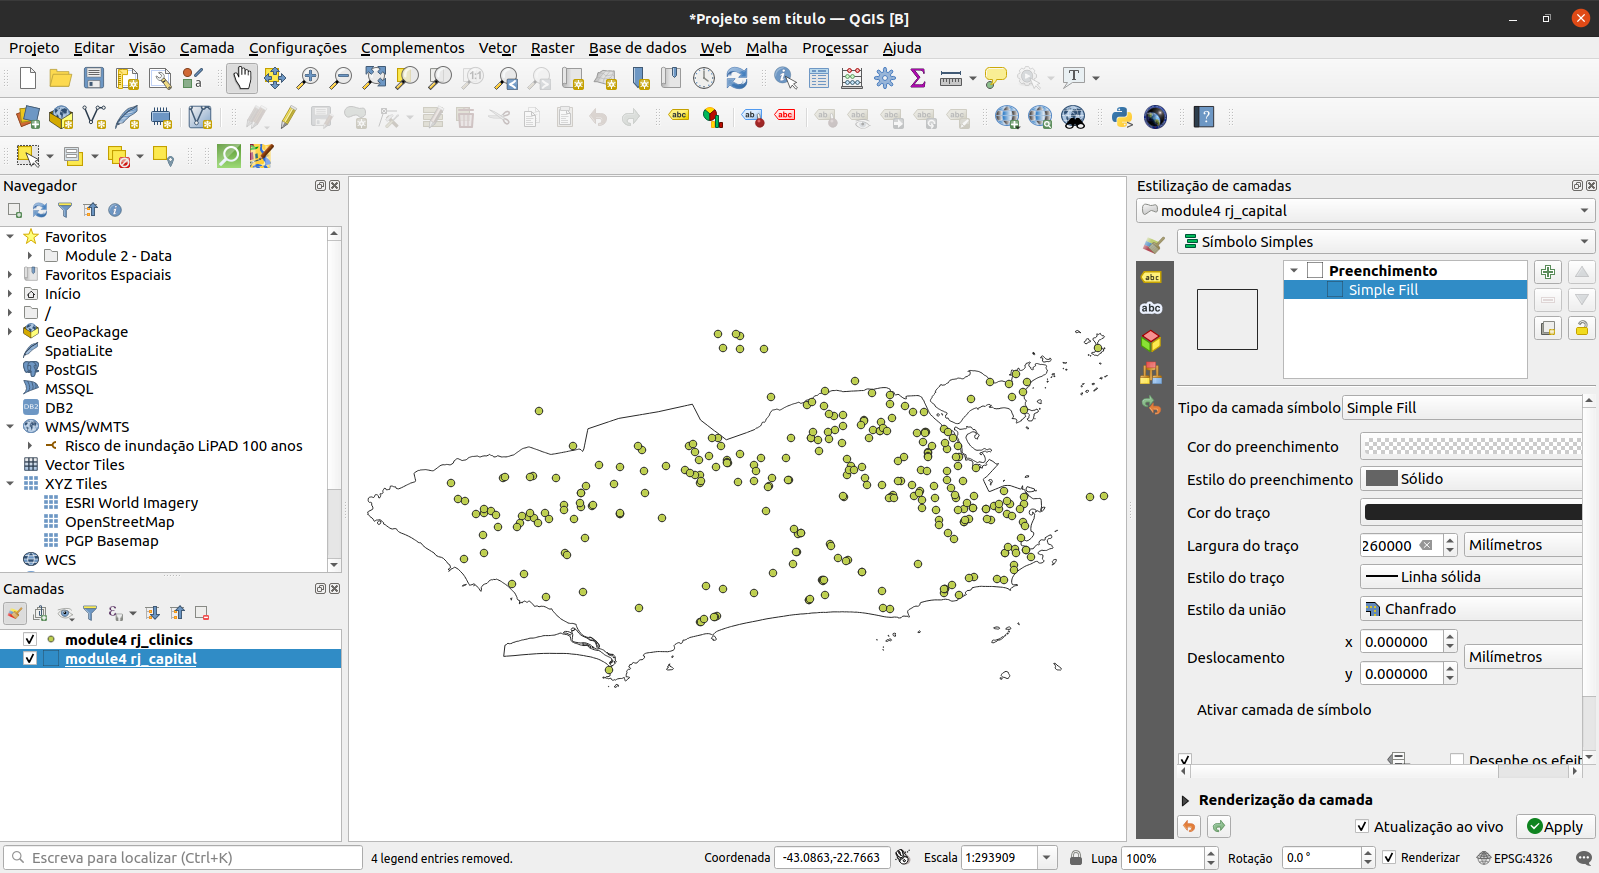 *Projeto sem título — QGIS [B]
Projeto Editar Visão Camada Configurações Complementos Vetor Raster Base de dados Web Malha Processar Ajuda
Navegador
Favoritos
Module 2 - Data
Favoritos Espaciais
Início
/
GeoPackage
SpatiaLite
PostGIS
MSSQL
DB2
WMS/WMTS
Risco de inundação LiPAD 100 anos
Vector Tiles
XYZ Tiles
ESRI World Imagery
OpenStreetMap
PGP Basemap
WCS
Camadas
module4 rj_clinics
module4 rj_capital
Estilização de camadas
module4 rj_capital
Símbolo Simples
Preenchimento
Simple Fill
Tipo da camada símbolo Simple Fill
Cor do preenchimento
Estilo do preenchimento Sólido
Cor do traço
Largura do traço 260000 Milímetros
Estilo do traço Linha sólida
Estilo da união Chanfrado
Deslocamento x 0.000000 Milímetros
y 0.000000
Ativar camada de símbolo
Desenhe os efeit
Renderização da camada
Atualização ao vivo Apply
Escreva para localizar (Ctrl+K) 4 legend entries removed. Coordenada -43.0863,-22.7663 Escala 1:293909 Lupa 100% Rotação 0.0 ° Renderizar EPSG:4326